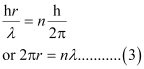 hr/λ = n h/2π
or 2πr = nλ...........(3)